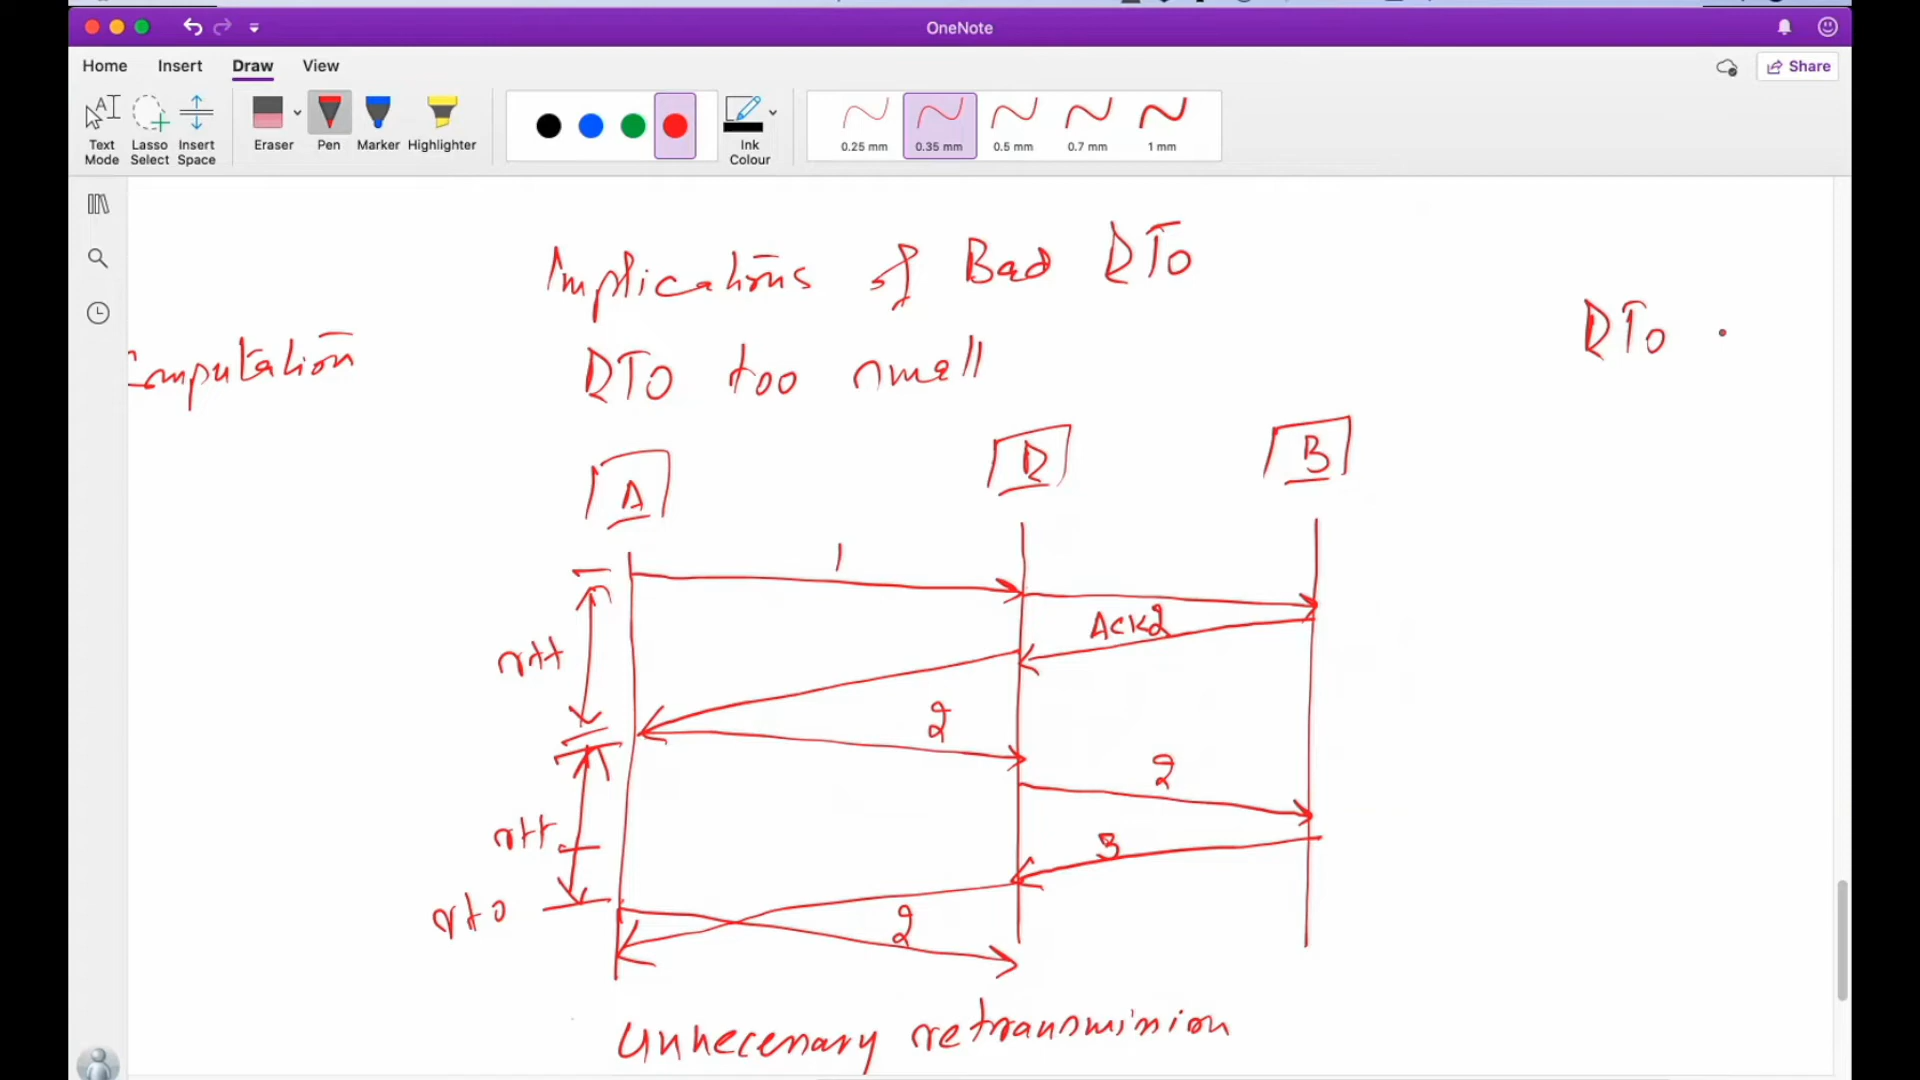 OneNote
Home Insert Draw View Share
Text Mode
Lasso Select
Insert Space
Eraser
Pen
Marker
Highlighter
Ink Colour
0.25 mm
0.35 mm
0.5 mm
0.7 mm
1 mm
Implications of Bad RTO
RTO
Computation
RTO too small
A
R
B
1
Ack2
rtt
2
2
rtt
3
rto
2
Unnecessary retransmission